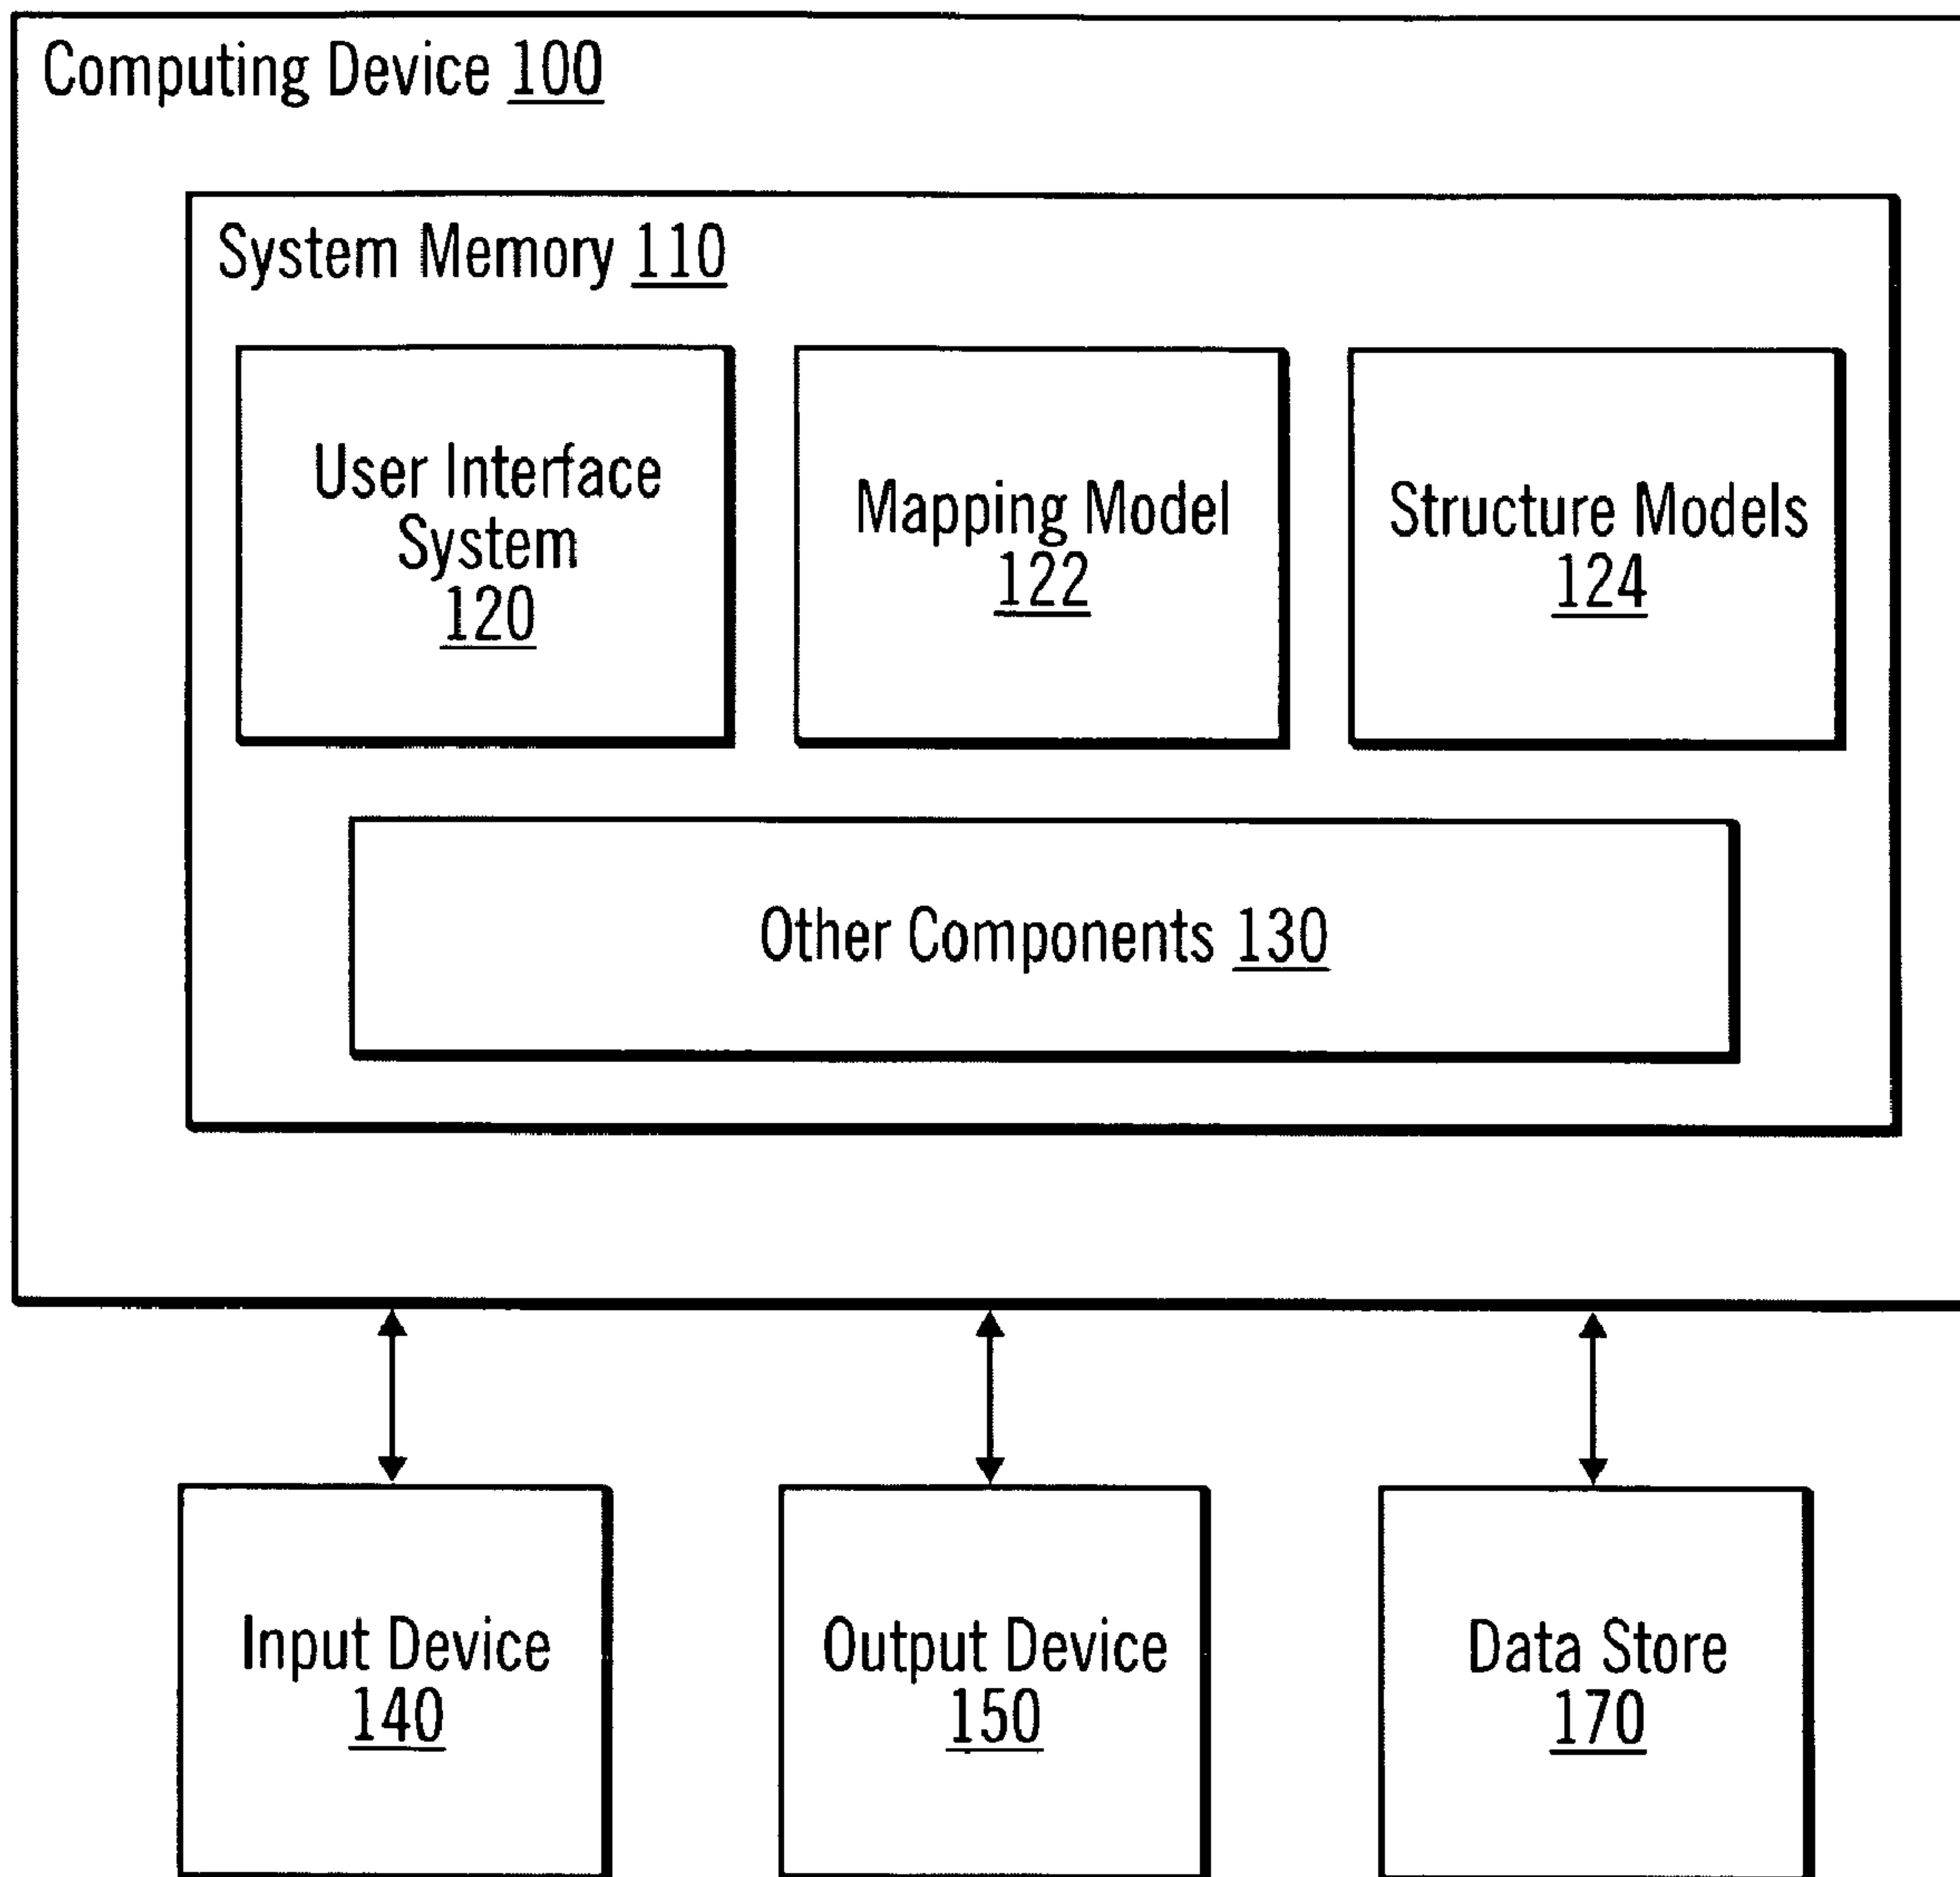 Computing Device 100
System Memory 110
User Interface
System
120
Mapping Model
122
Structure Models
124
Other Components 130
Input Device
140
Output Device
150
Data Store
170